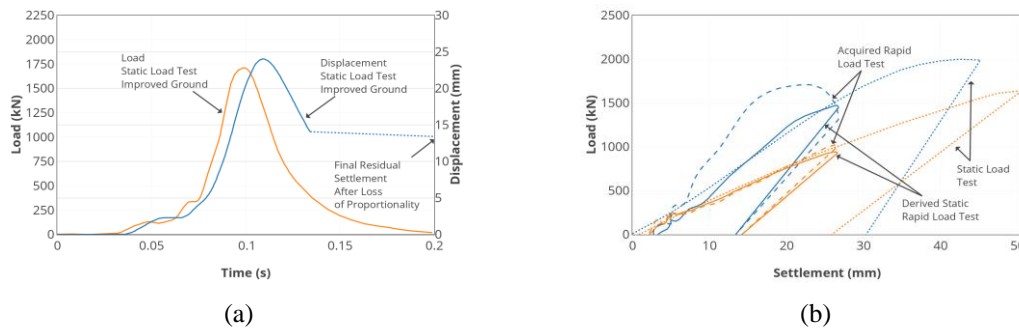 2250
2000
1750
1500
1250
1000
750
500
250
0
Load (kN)
30
25
20
15
10
5
0
Displacement (mm)
Load
Static Load Test
Improved Ground
Displacement
Static Load Test
Improved Ground
Final Residual
Settlement
After Loss
of Proportionality
0
0.05
0.1
0.15
0.2
Time (s)
(a)
2500
2000
1500
1000
500
0
Load (kN)
Acquired Rapid
Load Test
Static Load
Test
Derived Static
Rapid Load Test
0
10
20
30
40
50
Settlement (mm)
(b)